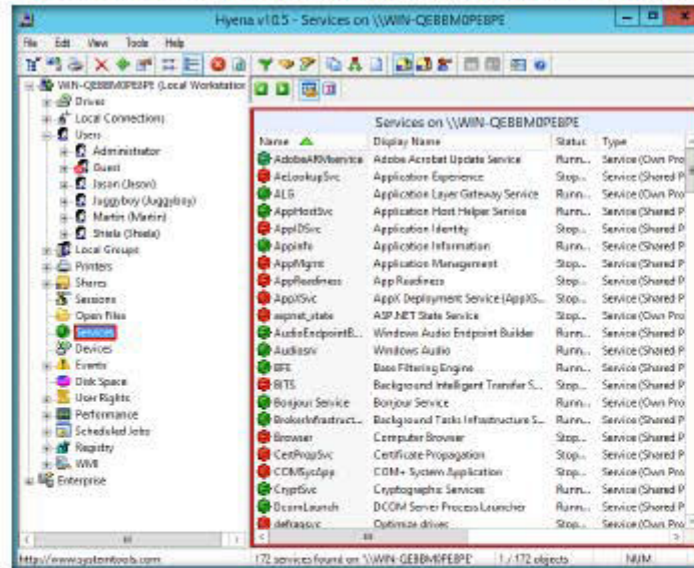 Hyena v10.5 - Services on \\WIN-QEBBM0PEBPE
File Edit View Tools Help
WIN-QEBBM0PEBPE (Local Workstation
Drives
Local Connections
Users
Administrator
Guest
Jason (Jason)
Juggyboy (Juggyboy)
Martin (Martin)
Shiela (Shiela)
Local Groups
Printers
Shares
Sessions
Open Files
Services
Devices
Events
Disk Space
User Rights
Performance
Scheduled Jobs
Registry
WMI
Enterprise
Services on \\WIN-QEBBM0PEBPE
Name Display Name Status Type
AdobeARMservice Adobe Acrobat Update Service Runn... Service (Own Pro
AeLookupSvc Application Experience Stop... Service (Shared P
ALG Application Layer Gateway Service Runn... Service (Own Pro
AppHostSvc Application Host Helper Service Runn... Service (Shared P
AppIDSvc Application Identity Stop... Service (Shared P
Appinfo Application Information Runn... Service (Shared P
AppMgmt Application Management Stop... Service (Shared P
AppReadiness App Readiness Stop... Service (Shared P
AppXSvc AppX Deployment Service (AppXS... Stop... Service (Shared P
aspnet_state ASP.NET State Service Stop... Service (Own Pro
AudioEndpointB... Windows Audio Endpoint Builder Runn... Service (Shared P
Audiosrv Windows Audio Runn... Service (Shared P
BFE Base Filtering Engine Runn... Service (Shared P
BITS Background Intelligent Transfer S... Stop... Service (Shared P
Bonjour Service Bonjour Service Runn... Service (Own Pro
BrokerInfrastruct... Background Tasks Infrastructure S... Runn... Service (Shared P
Browser Computer Browser Stop... Service (Shared P
CertPropSvc Certificate Propagation Stop... Service (Shared P
COMSysApp COM+ System Application Runn... Service (Own Pro
CryptSvc Cryptographic Services Runn... Service (Shared P
DcomLaunch DCOM Server Process Launcher Runn... Service (Shared P
defragsvc Optimize drives Stop... Service (Own Pro
http://www.systemtools.com 172 services found on '\\WIN-QEBBM0PEBPE' 1 / 172 objects NUM